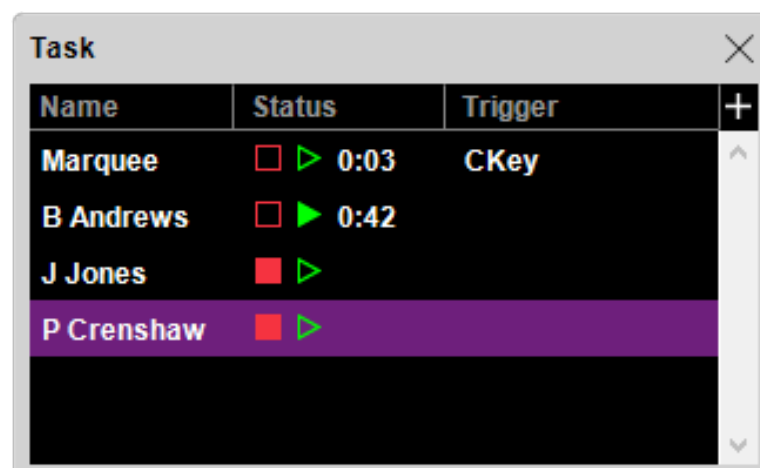 Task
Name Status Trigger
Marquee 0:03 CKey
B Andrews 0:42
J Jones
P Crenshaw